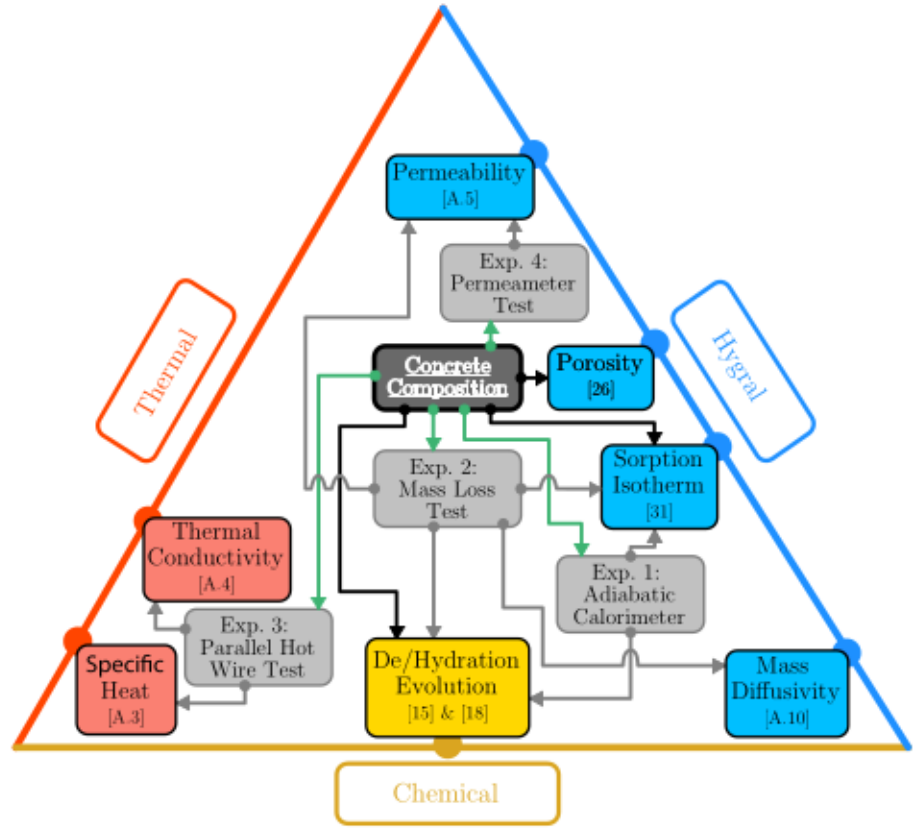 Permeability
[A.5]
Exp. 4:
Permeameter
Test
Thermal
Hygral
Concrete
Composition
Porosity
[26]
Exp. 2:
Mass Loss
Test
Sorption
Isotherm
[31]
Thermal
Conductivity
[A.4]
Exp. 1:
Adiabatic
Calorimeter
Exp. 3:
Parallel Hot
Wire Test
Specific
Heat
[A.3]
De/Hydration
Evolution
[15] & [18]
Mass
Diffusivity
[A.10]
Chemical